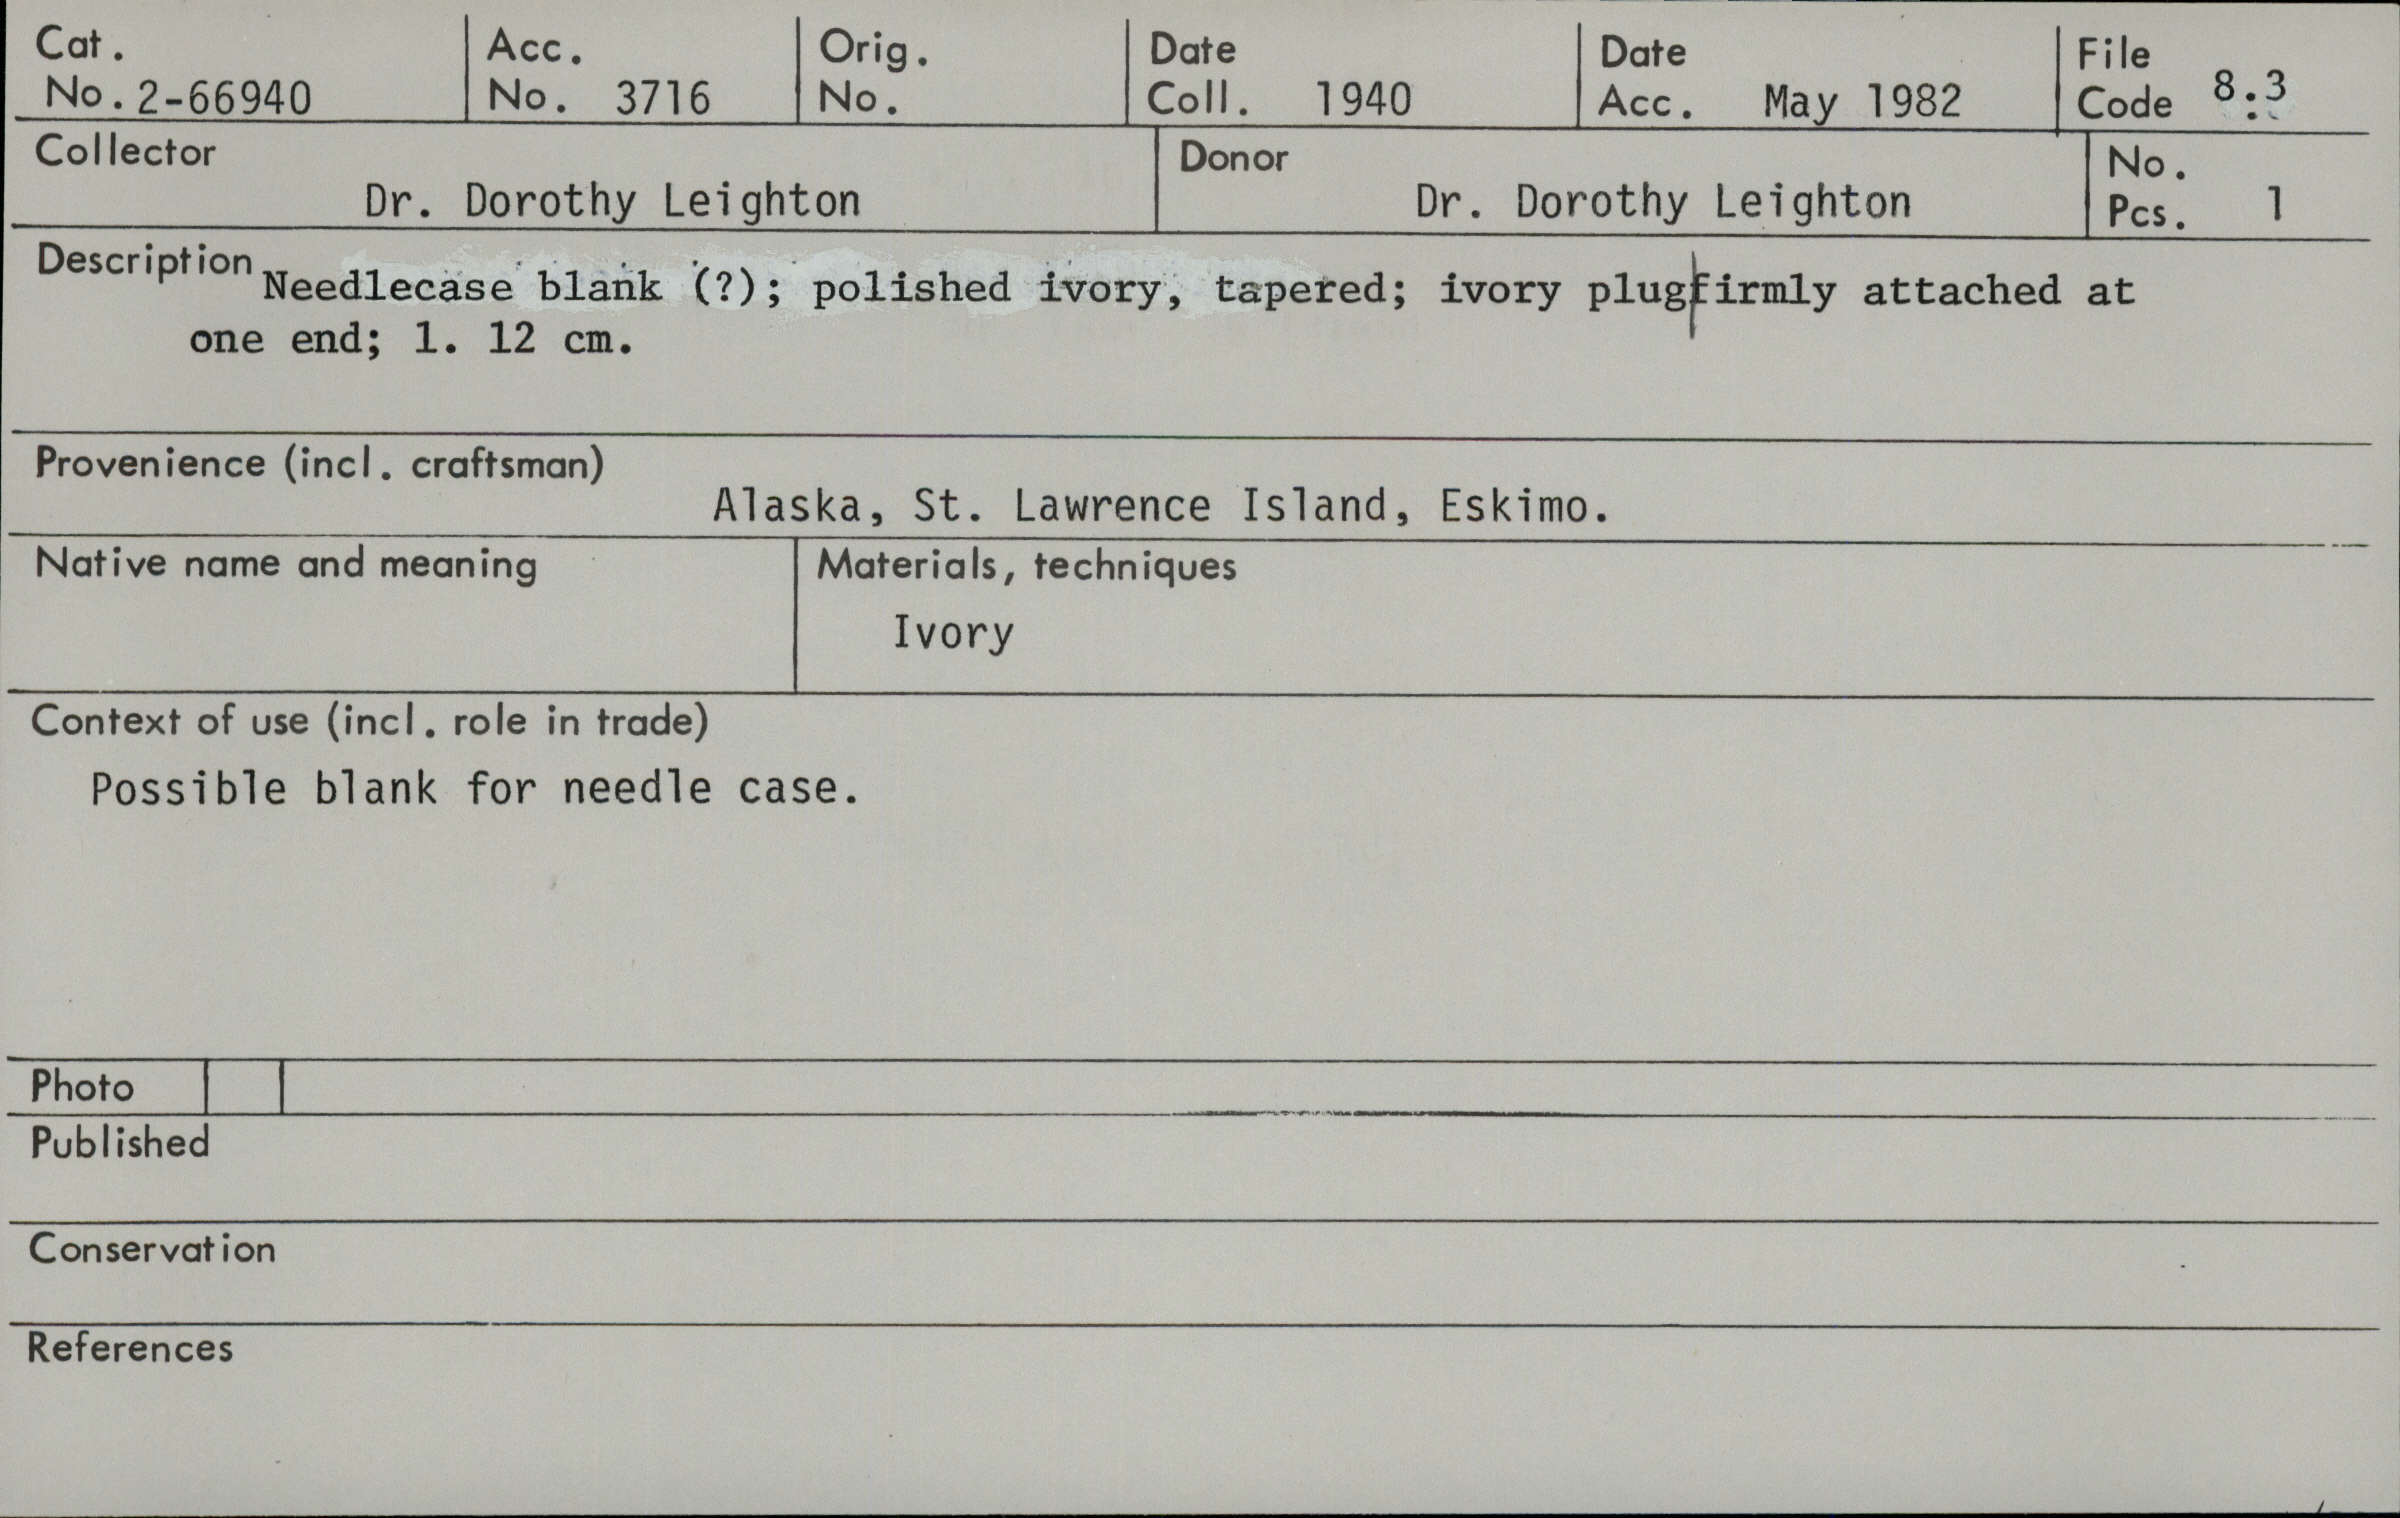 Cat. No. 2-66940
Acc. No. 3716
Orig. No.
Date Coll. 1940
Date Acc. May 1982
File Code 8.3
Collector
Dr. Dorothy Leighton
Donor
Dr. Dorothy Leighton
No. Pcs. 1
Description Needlecase blank (?); polished ivory, tapered; ivory plug firmly attached at
one end; l. 12 cm.
Provenience (incl. craftsman)
Alaska, St. Lawrence Island, Eskimo.
Native name and meaning
Materials, techniques
Ivory
Context of use (incl. role in trade)
Possible blank for needle case.
Photo
Published
Conservation
References